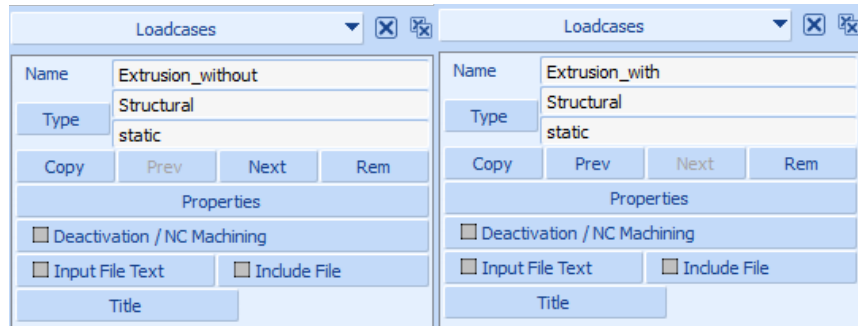 Loadcases
Name Extrusion_without
Type Structural
static
Copy Prev Next Rem
Properties
Deactivation / NC Machining
Input File Text Include File
Title
Loadcases
Name Extrusion_with
Type Structural
static
Copy Prev Next Rem
Properties
Deactivation / NC Machining
Input File Text Include File
Title